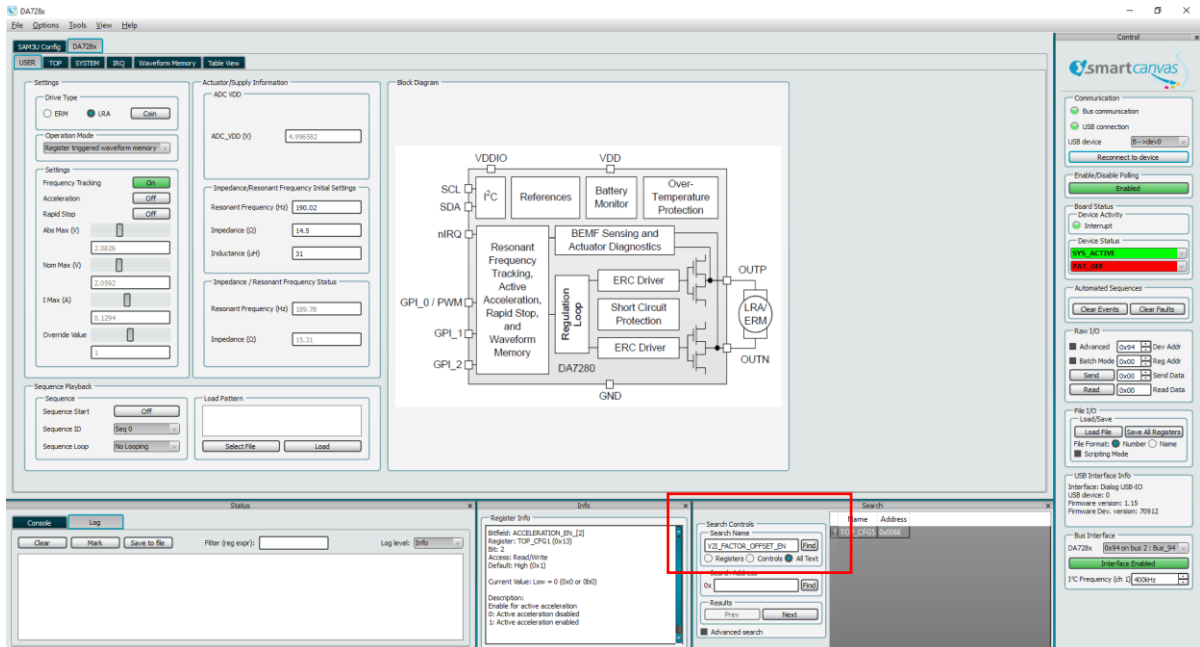 DA728x
File Options Tools View Help
SAM3U Config DA728x
USER TOP SYSTEM IRQ Waveform Memory Table View
Settings
Drive Type
ERM LRA Coin
Operation Mode
Register triggered waveform memory
Settings
Frequency Tracking On
Acceleration Off
Rapid Stop Off
Abs Max (V)
2.0826
Nom Max (V)
2.0592
I Max (A)
0.1294
Override Value
1
Actuator/Supply Information
ADC VDD
ADC_VDD (V) 4.996582
Impedance/Resonant Frequency Initial Settings
Resonant Frequency (Hz) 190.02
Impedance (Ω) 14.5
Inductance (uH) 31
Impedance / Resonant Frequency Status
Resonant Frequency (Hz) 189.78
Impedance (Ω) 15.31
Sequence Playback
Sequence
Sequence Start Off
Sequence ID Seq 0
Sequence Loop No Looping
Load Pattern
Select File Load
Block Diagram
VDDIO VDD
SCL
SDA
nIRQ
GPI_0 / PWM
GPI_1
GPI_2
I²C
References
Battery
Monitor
Over-
Temperature
Protection
Resonant
Frequency
Tracking,
Active
Acceleration,
Rapid Stop,
and
Waveform
Memory
BEMF Sensing and
Actuator Diagnostics
Regulation
Loop
ERC Driver
Short Circuit
Protection
ERC Driver
DA7280
OUTP
LRA/
ERM
OUTN
GND
Status
Console Log
Clear Mark Save to file Filter (reg expr): Log level: Info
Info
Register Info
Bitfield: ACCELERATION_EN_[2]
Register: TOP_CFG1 (0x13)
Bit: 2
Access: Read/Write
Default: High (0x1)
Current Value: Low = 0 (0x0 or 0b0)
Description:
Enable for active acceleration
0: Active acceleration disabled
1: Active acceleration enabled
Search
Search Controls
Search Name
V2I_FACTOR_OFFSET_EN Find
Registers Controls All Text
Search Address
0x Find
Results
Prev Next
Advanced search
Name Address
1 TOP_CFG5 0x006E
Control
smartcanvas
Communication
Bus communication
USB connection
USB device B-->dev0
Reconnect to device
Enable/Disable Polling
Enabled
Board Status
Device Activity
Interrupt
Device Status
SYS_ACTIVE
PAT_OFF
Automated Sequences
Clear Events Clear Faults
Raw I/O
Advanced 0x94 Dev Addr
Batch Mode 0x00 Reg Addr
Send 0x00 Send Data
Read 0x00 Read Data
File I/O
Load/Save
Load File Save All Registers
File Format: Number Name
Scripting Mode
USB Interface Info
Interface: Dialog USB-IO
USB device: 0
Firmware version: 1.15
Firmware Dev. version: 70912
Bus Interface
DA728x 0x94 on bus 2 : Bus_94
Interface Enabled
I²C Frequency (ch 1) 400kHz